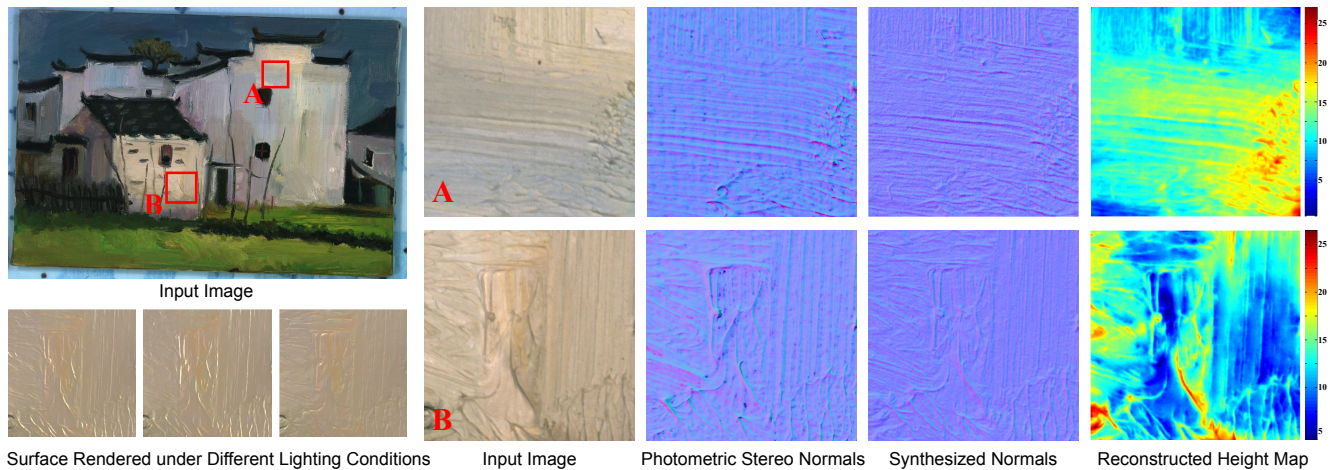 A
B
Input Image
Surface Rendered under Different Lighting Conditions
A
25
20
15
10
5
0
B
25
20
15
10
5
Input Image
Photometric Stereo Normals
Synthesized Normals
Reconstructed Height Map